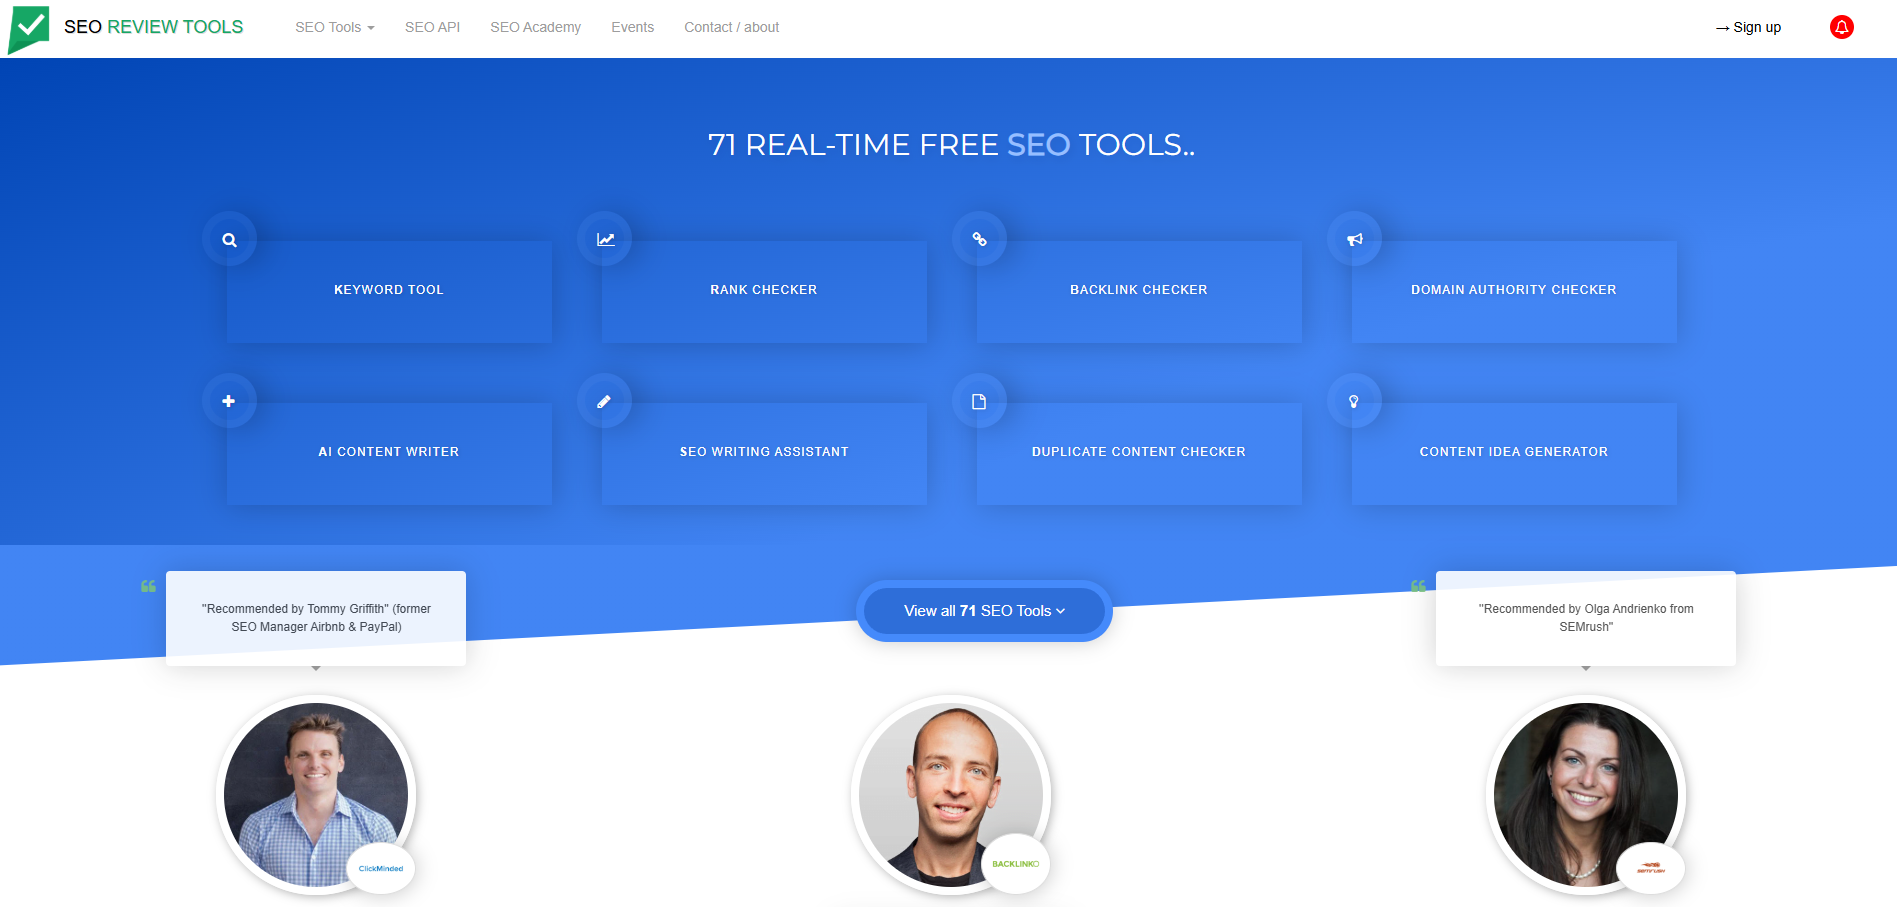 SEO REVIEW TOOLS
SEO Tools
SEO API
SEO Academy
Events
Contact / about
→ Sign up
71 REAL-TIME FREE SEO TOOLS..
KEYWORD TOOL
RANK CHECKER
BACKLINK CHECKER
DOMAIN AUTHORITY CHECKER
AI CONTENT WRITER
SEO WRITING ASSISTANT
DUPLICATE CONTENT CHECKER
CONTENT IDEA GENERATOR
"Recommended by Tommy Griffith" (former
SEO Manager Airbnb & PayPal)
View all 71 SEO Tools
"Recommended by Olga Andrienko from
SEMrush"
ClickMinded
BACKLINKO
semrush